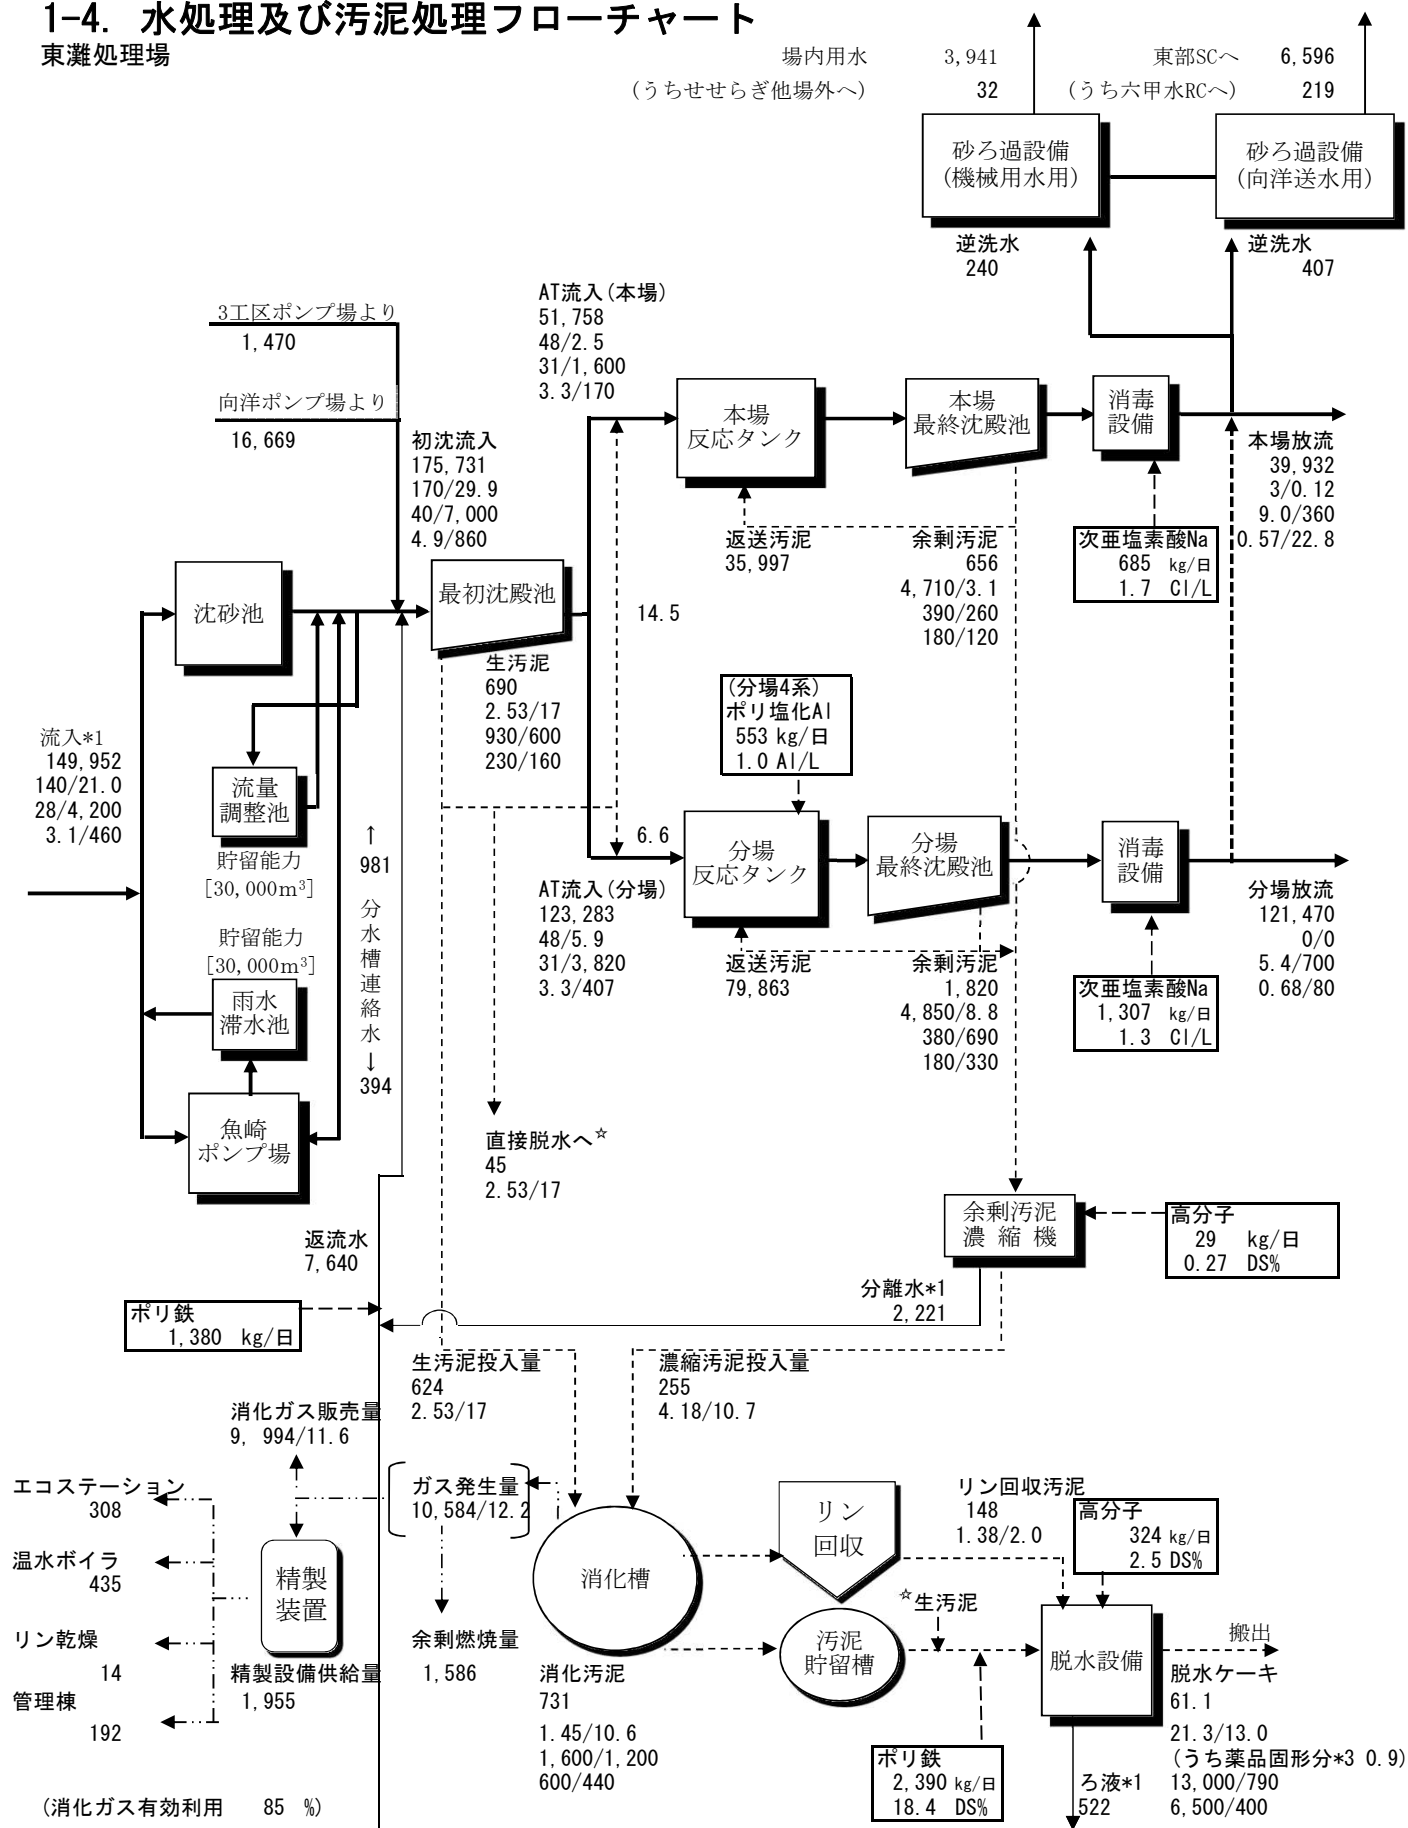 1-4. 水処理及び汚泥処理フローチャート
東灘処理場
場内用水 3,941
(うちせせらぎ他場外へ) 32
東部SCへ 6,596
(うち六甲水RCへ) 219
砂ろ過設備
(機械用水用)
砂ろ過設備
(向洋送水用)
逆洗水
240
逆洗水
407
3工区ポンプ場より
1,470
向洋ポンプ場より
16,669
AT流入(本場)
51,758
48/2.5
31/1,600
3.3/170
初沈流入
175,731
170/29.9
40/7,000
4.9/860
本場
反応タンク
本場
最終沈殿池
消毒
設備
本場放流
39,932
3/0.12
9.0/360
0.57/22.8
返送汚泥
35,997
余剰汚泥
656
4,710/3.1
390/260
180/120
次亜塩素酸Na
685 kg/日
1.7 Cl/L
沈砂池
最初沈殿池
14.5
生汚泥
690
2.53/17
930/600
230/160
(分場4系)
ポリ塩化Al
553 kg/日
1.0 Al/L
流入*1
149,952
140/21.0
28/4,200
3.1/460
流量
調整池
貯留能力
[30,000m³]
↑
981
分水槽連絡水
↓
394
貯留能力
[30,000m³]
雨水
滞水池
魚崎
ポンプ場
6.6
AT流入(分場)
123,283
48/5.9
31/3,820
3.3/407
分場
反応タンク
分場
最終沈殿池
消毒
設備
分場放流
121,470
0/0
5.4/700
0.68/80
返送汚泥
79,863
余剰汚泥
1,820
4,850/8.8
380/690
180/330
次亜塩素酸Na
1,307 kg/日
1.3 Cl/L
直接脱水へ☆
45
2.53/17
余剰汚泥
濃縮機
高分子
29 kg/日
0.27 DS%
返流水
7,640
分離水*1
2,221
ポリ鉄
1,380 kg/日
生汚泥投入量
624
2.53/17
濃縮汚泥投入量
255
4.18/10.7
消化ガス販売量
9, 994/11.6
ガス発生量
10,584/12.2
エコステーション
308
温水ボイラ
435
リン乾燥
14
管理棟
192
精製
装置
精製設備供給量
1,955
余剰燃焼量
1,586
消化槽
リン
回収
リン回収汚泥
148
1.38/2.0
高分子
324 kg/日
2.5 DS%
☆生汚泥
汚泥
貯留槽
脱水設備
搬出
消化汚泥
731
1.45/10.6
1,600/1,200
600/440
ポリ鉄
2,390 kg/日
18.4 DS%
脱水ケーキ
61.1
21.3/13.0
(うち薬品固形分*3 0.9)
13,000/790
6,500/400
ろ液*1
522
(消化ガス有効利用 85 %)